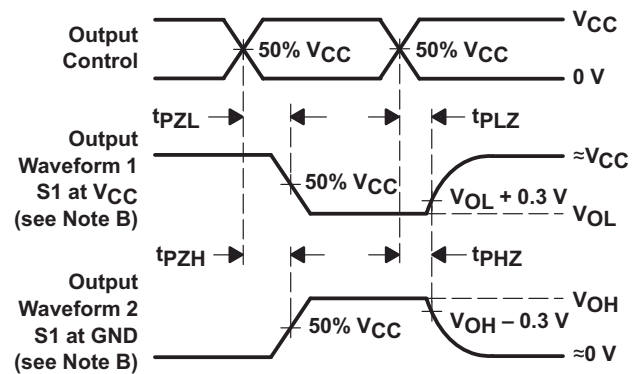 Output
Control
50% VCC
50% VCC
VCC
0 V
tPZL
tPLZ
Output
Waveform 1
S1 at VCC
(see Note B)
50% VCC
≈VCC
VOL + 0.3 V
VOL
tPZH
tPHZ
Output
Waveform 2
S1 at GND
(see Note B)
50% VCC
VOH
VOH – 0.3 V
≈0 V